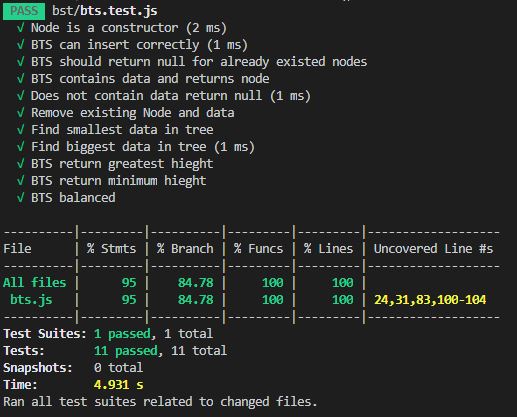 PASS bst/bts.test.js
√ Node is a constructor (2 ms)
√ BTS can insert correctly (1 ms)
√ BTS should return null for already existed nodes
√ BTS contains data and returns node
√ Does not contain data return null (1 ms)
√ Remove existing Node and data
√ Find smallest data in tree
√ Find biggest data in tree (1 ms)
√ BTS return greatest hieght
√ BTS return minimum hieght
√ BTS balanced
----------|---------|----------|---------|---------|-------------------
File      | % Stmts | % Branch | % Funcs | % Lines | Uncovered Line #s
----------|---------|----------|---------|---------|-------------------
All files |      95 |    84.78 |     100 |     100 |
 bts.js   |      95 |    84.78 |     100 |     100 | 24,31,83,100-104
----------|---------|----------|---------|---------|-------------------
Test Suites: 1 passed, 1 total
Tests:       11 passed, 11 total
Snapshots:   0 total
Time:        4.931 s
Ran all test suites related to changed files.